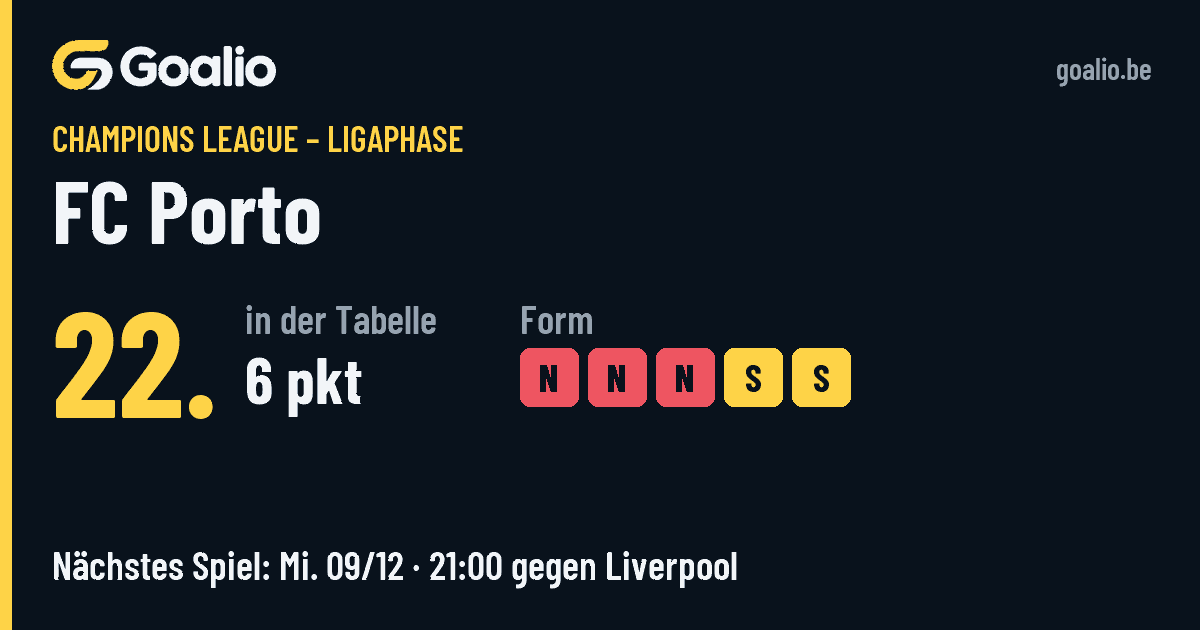 Goalio
goalio.be
CHAMPIONS LEAGUE – LIGAPHASE
FC Porto
22.
in der Tabelle
6 pkt
Form
N N N S S
Nächstes Spiel: Mi. 09/12 · 21:00 gegen Liverpool